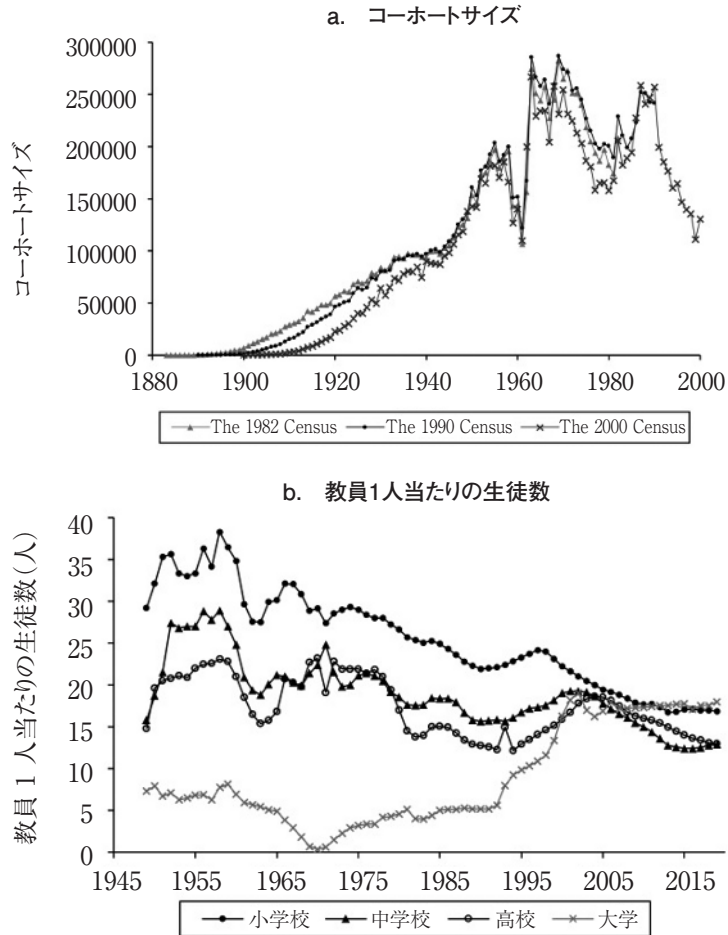 a. コーホートサイズ
コーホートサイズ
300000
250000
200000
150000
100000
50000
0
1880 1900 1920 1940 1960 1980 2000
The 1982 Census The 1990 Census The 2000 Census
b. 教員1人当たりの生徒数
教員 1 人当たりの生徒数(人)
40
35
30
25
20
15
10
5
0
1945 1955 1965 1975 1985 1995 2005 2015
小学校 中学校 高校 大学